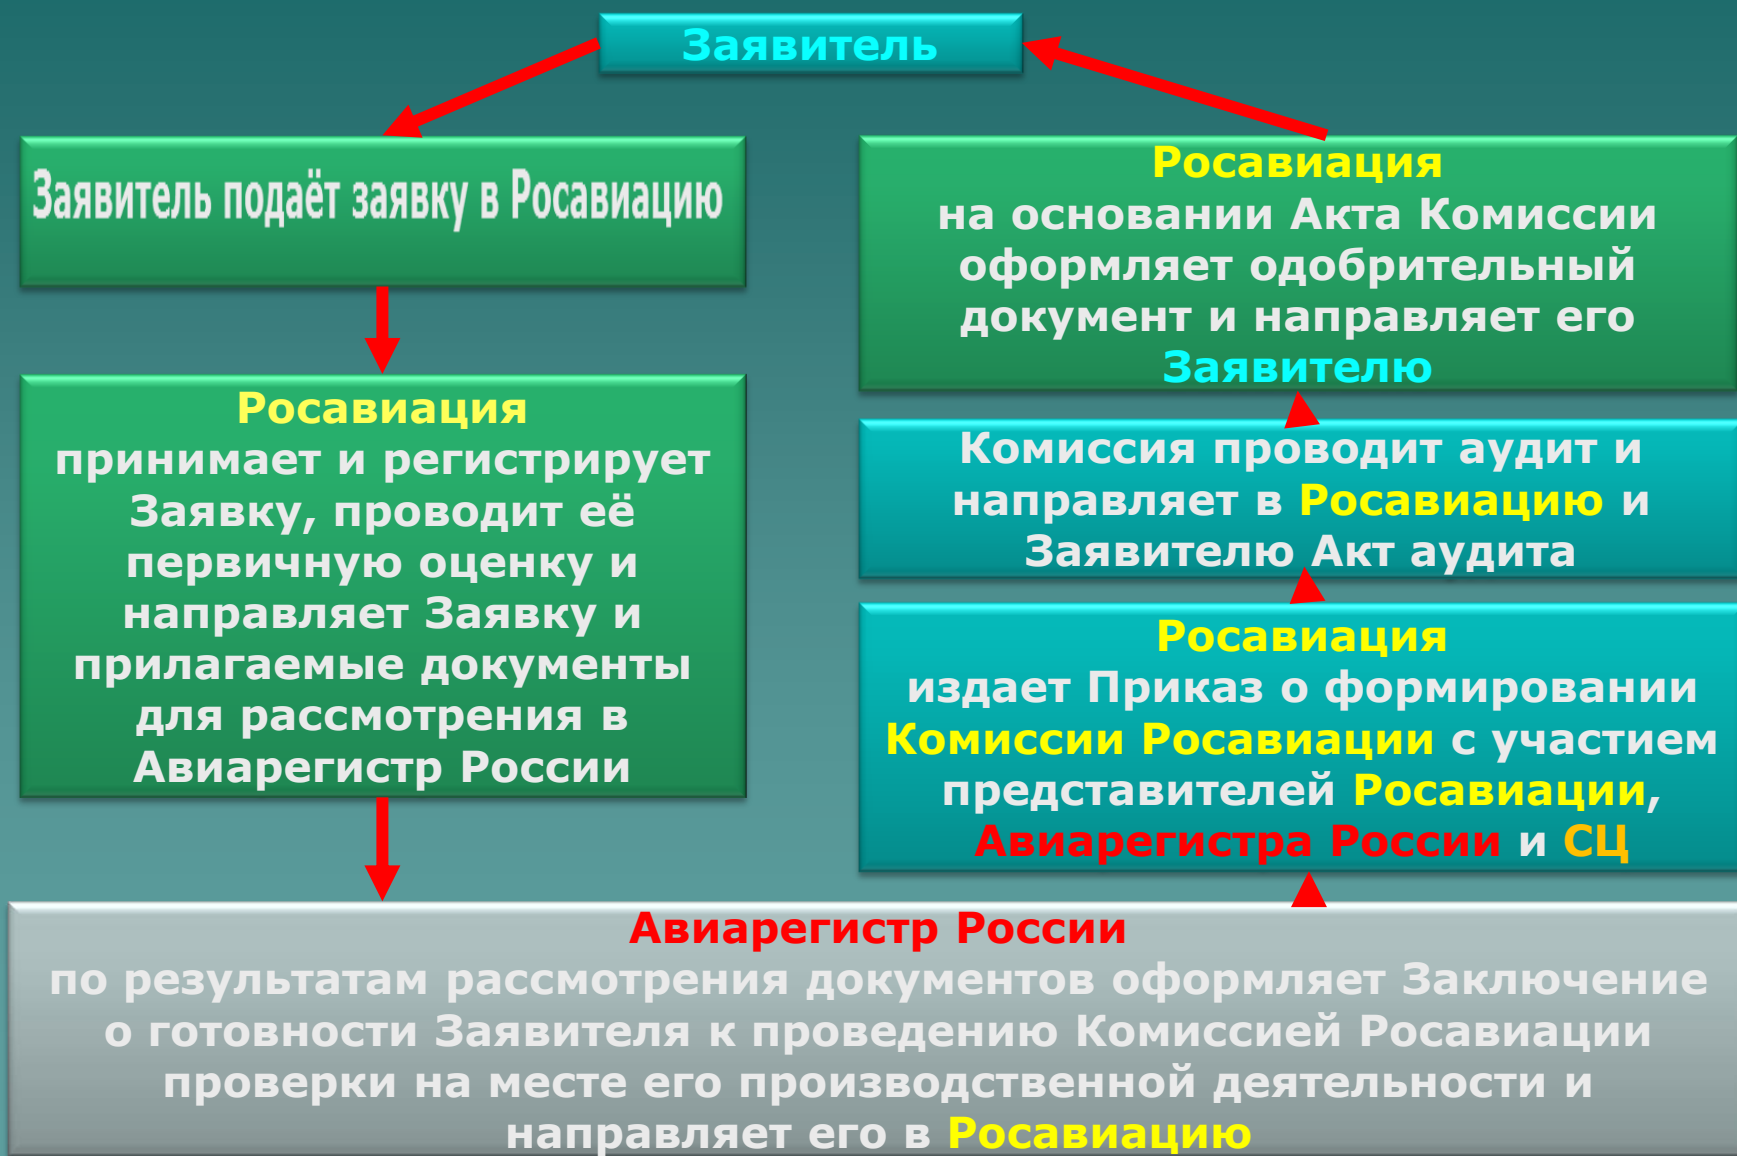 Заявитель
Заявитель подаёт заявку в Росавиацию
Росавиация
принимает и регистрирует
Заявку, проводит её
первичную оценку и
направляет Заявку и
прилагаемые документы
для рассмотрения в
Авиарегистр России
Авиарегистр России
по результатам рассмотрения документов оформляет Заключение
о готовности Заявителя к проведению Комиссией Росавиации
проверки на месте его производственной деятельности и
направляет его в Росавиацию
Росавиация
издает Приказ о формировании
Комиссии Росавиации с участием
представителей Росавиации,
Авиарегистра России и СЦ
Комиссия проводит аудит и
направляет в Росавиацию и
Заявителю Акт аудита
Росавиация
на основании Акта Комиссии
оформляет одобрительный
документ и направляет его
Заявителю